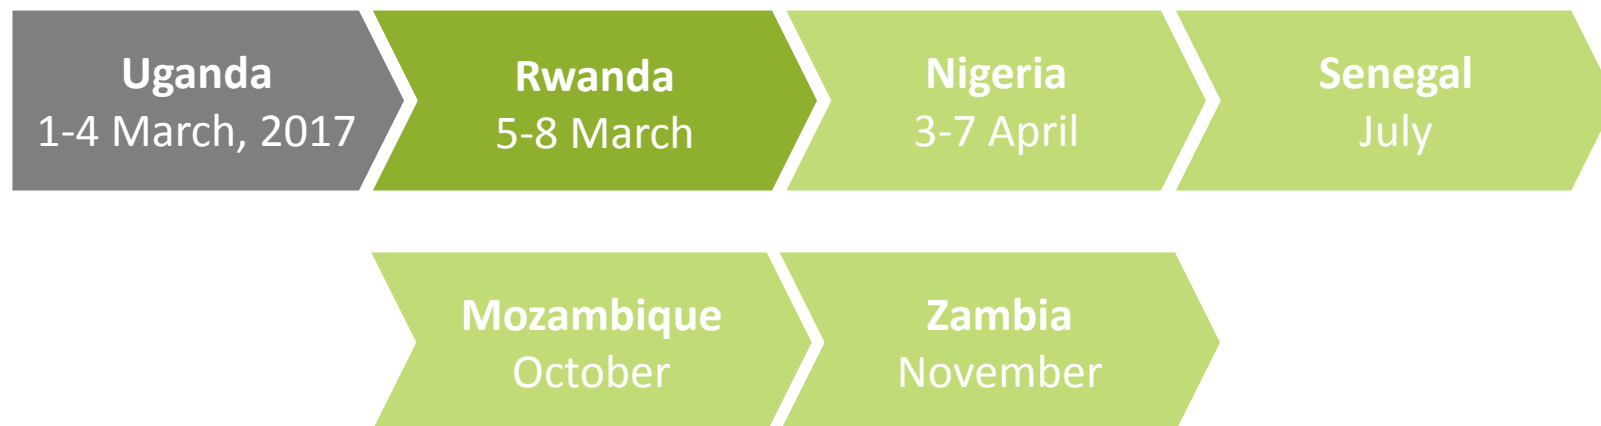 Uganda
1-4 March, 2017
Rwanda
5-8 March
Nigeria
3-7 April
Senegal
July
Mozambique
October
Zambia
November